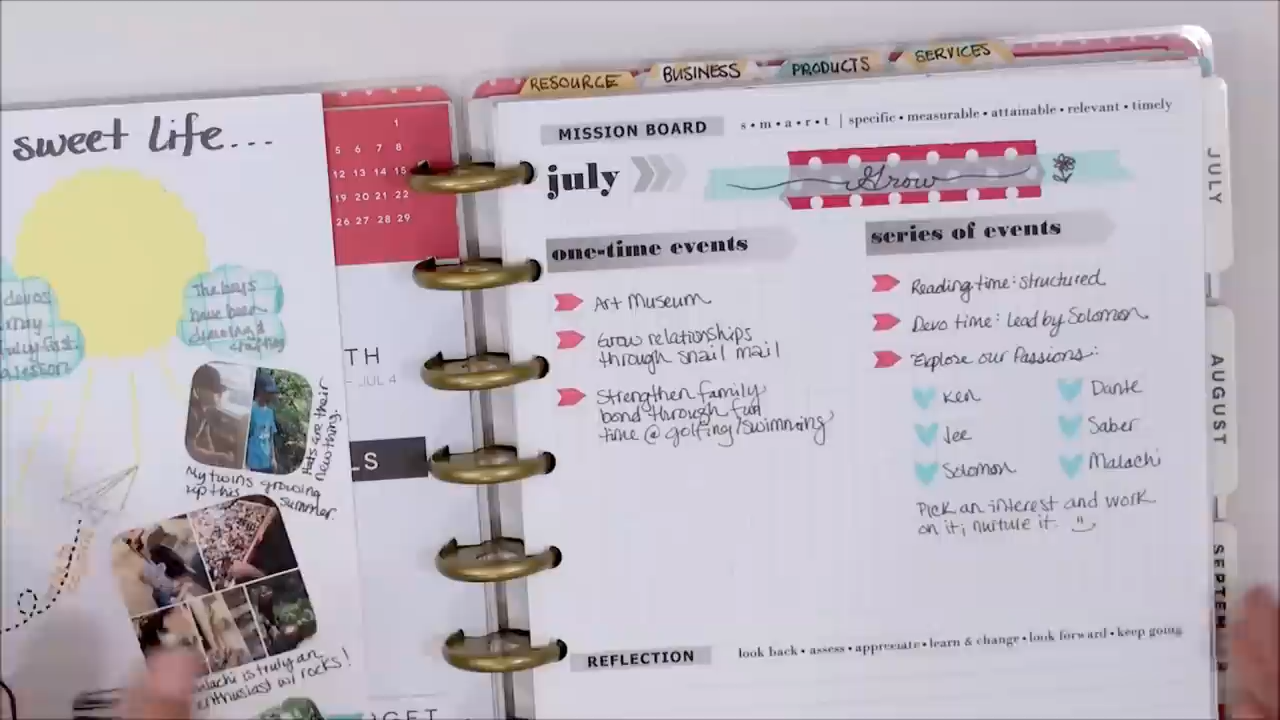 sweet life...
The boys
have been
hats are their
new thing.
My twins growing
up this summer.
Malachi is truly an
enthusiast w/ rocks!
1
5 6 7 8
12 13 14 15
19 20 21 22
26 27 28 29
TH
- JUL 4
LS
RESOURCE
BUSINESS
PRODUCTS
SERVICES
MISSION BOARD
s • m • a • r • t | specific • measurable • attainable • relevant • timely
july
Grow
one-time events
Art Museum
Grow relationships
through snail mail
Strengthen family
bond through fun
time @ golfing/swimming
series of events
Reading time: structured
Devo time: lead by Solomon
Explore our Passions:
Ken
Dante
Jee
Saber
Solomon
Malachi
Pick an interest and work
on it; nurture it.
REFLECTION
look back • assess • appreciate • learn & change • look forward • keep going
JULY
AUGUST
SEPTEM